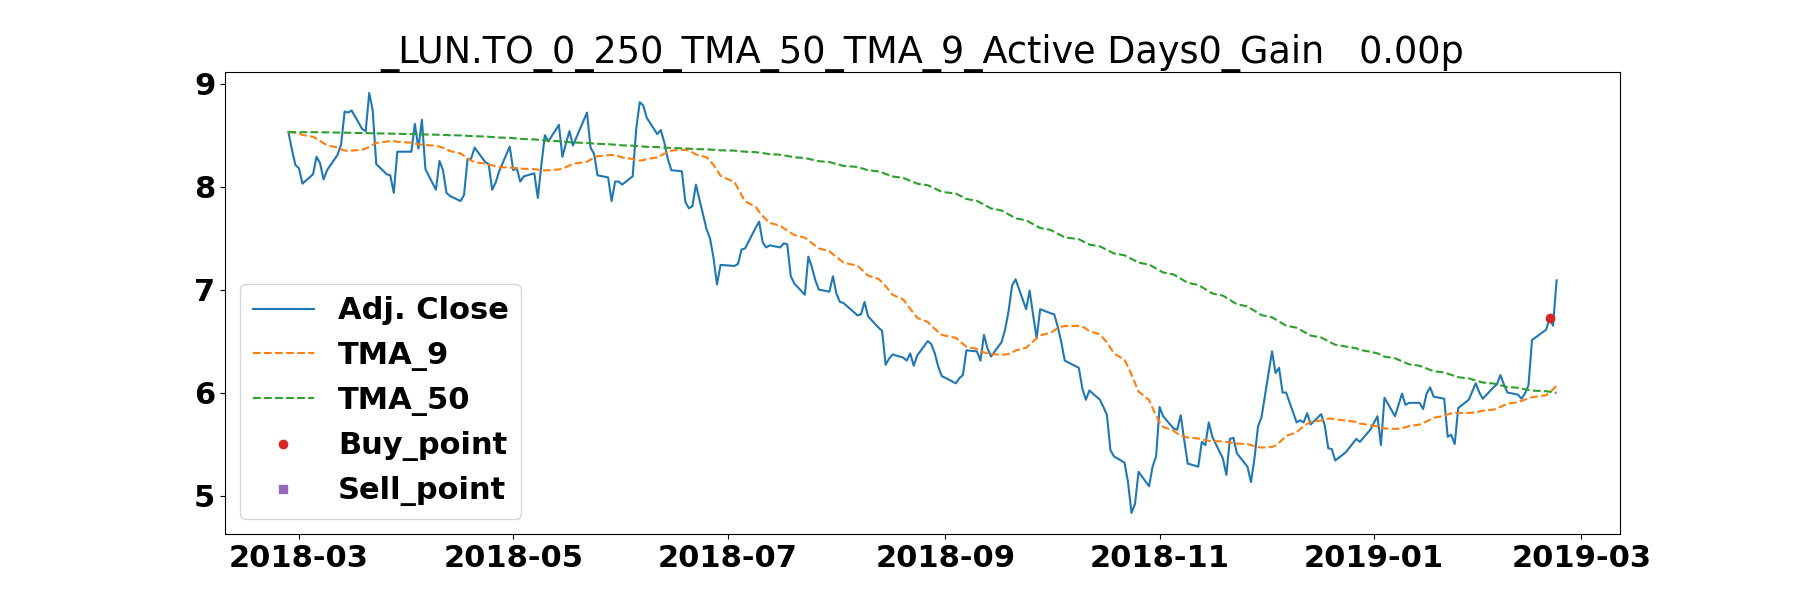 _LUN.TO_0_250_TMA_50_TMA_9_Active Days0_Gain   0.00p
9
8
7
6
5
Adj. Close
TMA_9
TMA_50
Buy_point
Sell_point
2018-03 2018-05 2018-07 2018-09 2018-11 2019-01 2019-03